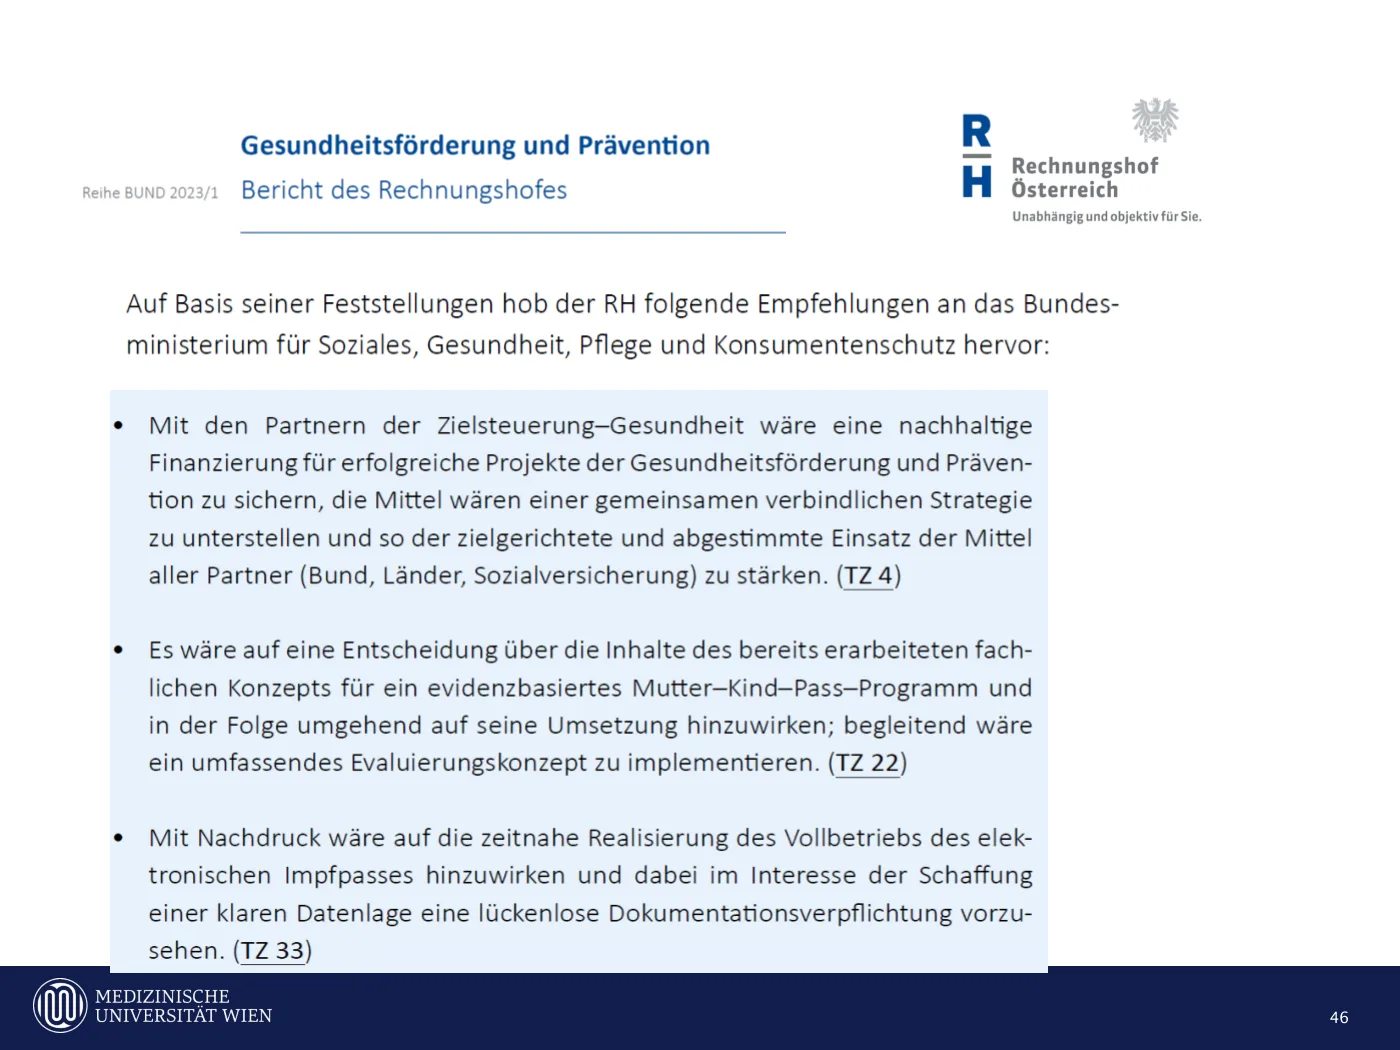 Gesundheitsförderung und Prävention
Reihe BUND 2023/1 Bericht des Rechnungshofes
R
H
Rechnungshof
Österreich
Unabhängig und objektiv für Sie.
Auf Basis seiner Feststellungen hob der RH folgende Empfehlungen an das Bundes-
ministerium für Soziales, Gesundheit, Pflege und Konsumentenschutz hervor:
• Mit den Partnern der Zielsteuerung–Gesundheit wäre eine nachhaltige
Finanzierung für erfolgreiche Projekte der Gesundheitsförderung und Präven-
tion zu sichern, die Mittel wären einer gemeinsamen verbindlichen Strategie
zu unterstellen und so der zielgerichtete und abgestimmte Einsatz der Mittel
aller Partner (Bund, Länder, Sozialversicherung) zu stärken. (TZ 4)
• Es wäre auf eine Entscheidung über die Inhalte des bereits erarbeiteten fach-
lichen Konzepts für ein evidenzbasiertes Mutter–Kind–Pass–Programm und
in der Folge umgehend auf seine Umsetzung hinzuwirken; begleitend wäre
ein umfassendes Evaluierungskonzept zu implementieren. (TZ 22)
• Mit Nachdruck wäre auf die zeitnahe Realisierung des Vollbetriebs des elek-
tronischen Impfpasses hinzuwirken und dabei im Interesse der Schaffung
einer klaren Datenlage eine lückenlose Dokumentationsverpflichtung vorzu-
sehen. (TZ 33)
MEDIZINISCHE
UNIVERSITÄT WIEN
46